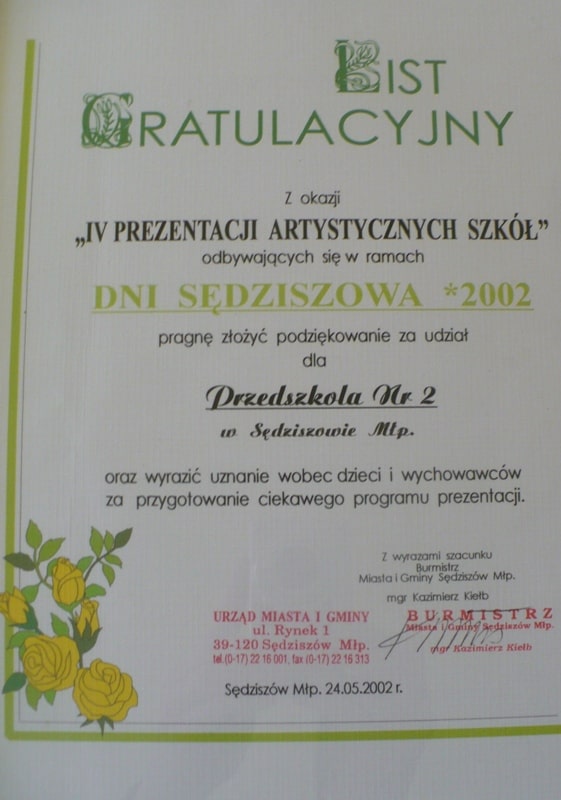 LIST
GRATULACYJNY
Z okazji
„IV PREZENTACJI ARTYSTYCZNYCH SZKÓŁ”
odbywających się w ramach
DNI SĘDZISZOWA *2002
pragnę złożyć podziękowanie za udział
dla
Przedszkola Nr 2
w Sędziszowie Młp.
oraz wyrazić uznanie wobec dzieci i wychowawców
za przygotowanie ciekawego programu prezentacji.
Z wyrazami szacunku
Burmistrz
Miasta i Gminy Sędziszów Młp.
mgr Kazimierz Kiełb
URZĄD MIASTA I GMINY
ul. Rynek 1
39-120 Sędziszów Młp.
tel.(0-17) 22 16 001, fax (0-17) 22 16 313
BURMISTRZ
Miasta i Gminy Sędziszów Młp.
mgr Kazimierz Kiełb
Sędziszów Młp. 24.05.2002 r.